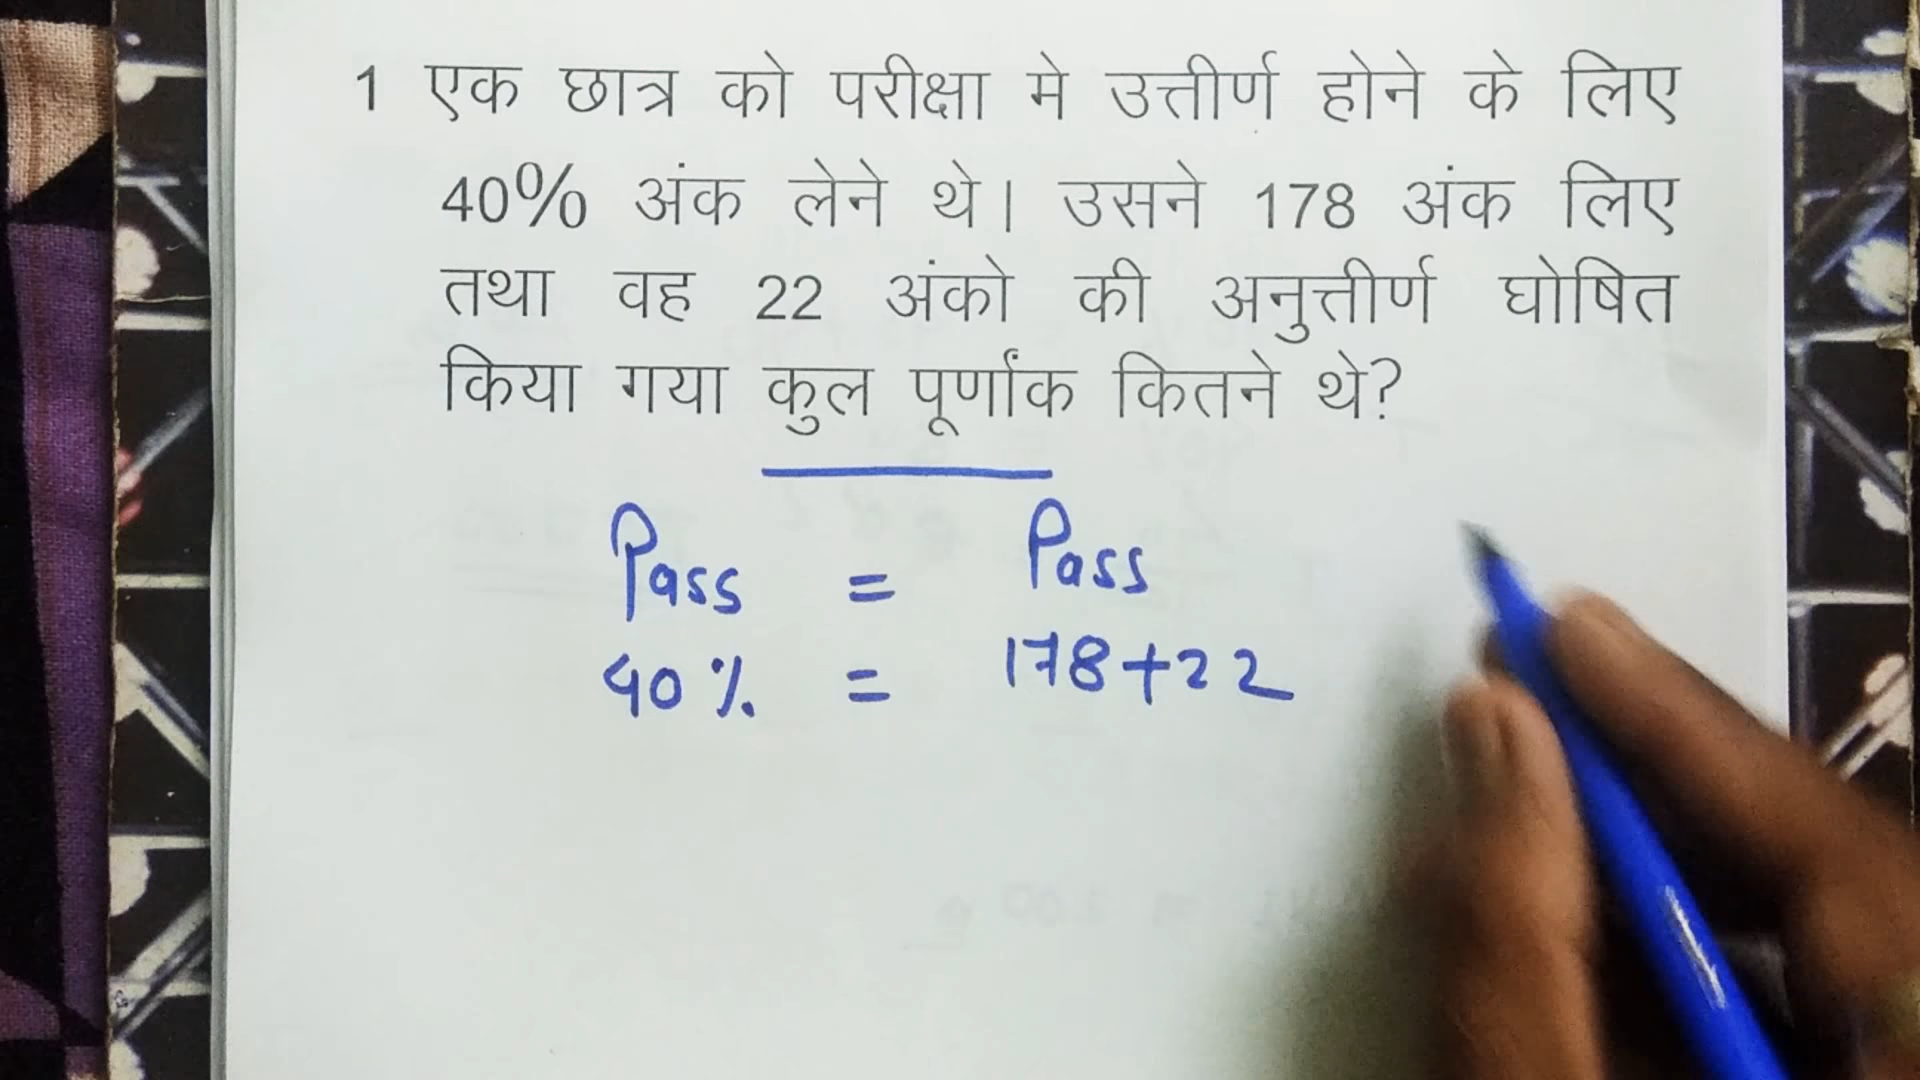 1 एक छात्र को परीक्षा मे उत्तीर्ण होने के लिए
40% अंक लेने थे। उसने 178 अंक लिए
तथा वह 22 अंको की अनुत्तीर्ण घोषित
किया गया कुल पूर्णांक कितने थे?
Pass = Pass
40% = 178+22